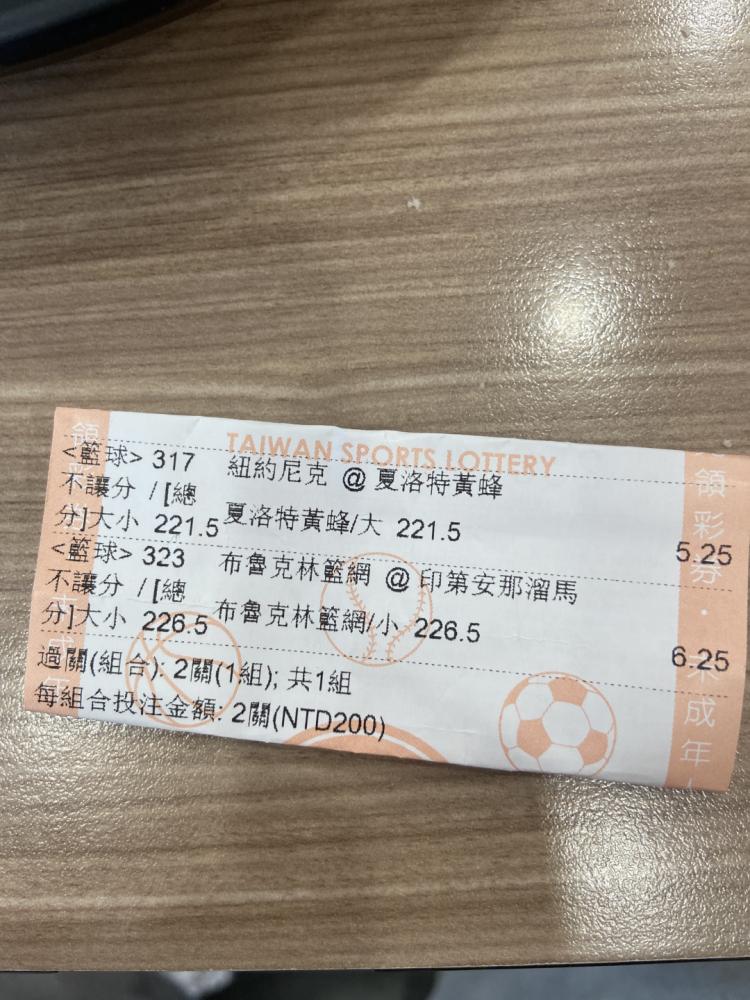 TAIWAN SPORTS LOTTERY
<籃球> 317 紐約尼克 @ 夏洛特黃蜂
不讓分 / [總
分]大小 221.5 夏洛特黃蜂/大 221.5
5.25
<籃球> 323 布魯克林籃網 @ 印第安那溜馬
不讓分 / [總
分]大小 226.5 布魯克林籃網/小 226.5
6.25
過關(組合): 2關(1組); 共1組
每組合投注金額: 2關(NTD200)
領彩
領彩券・未成年